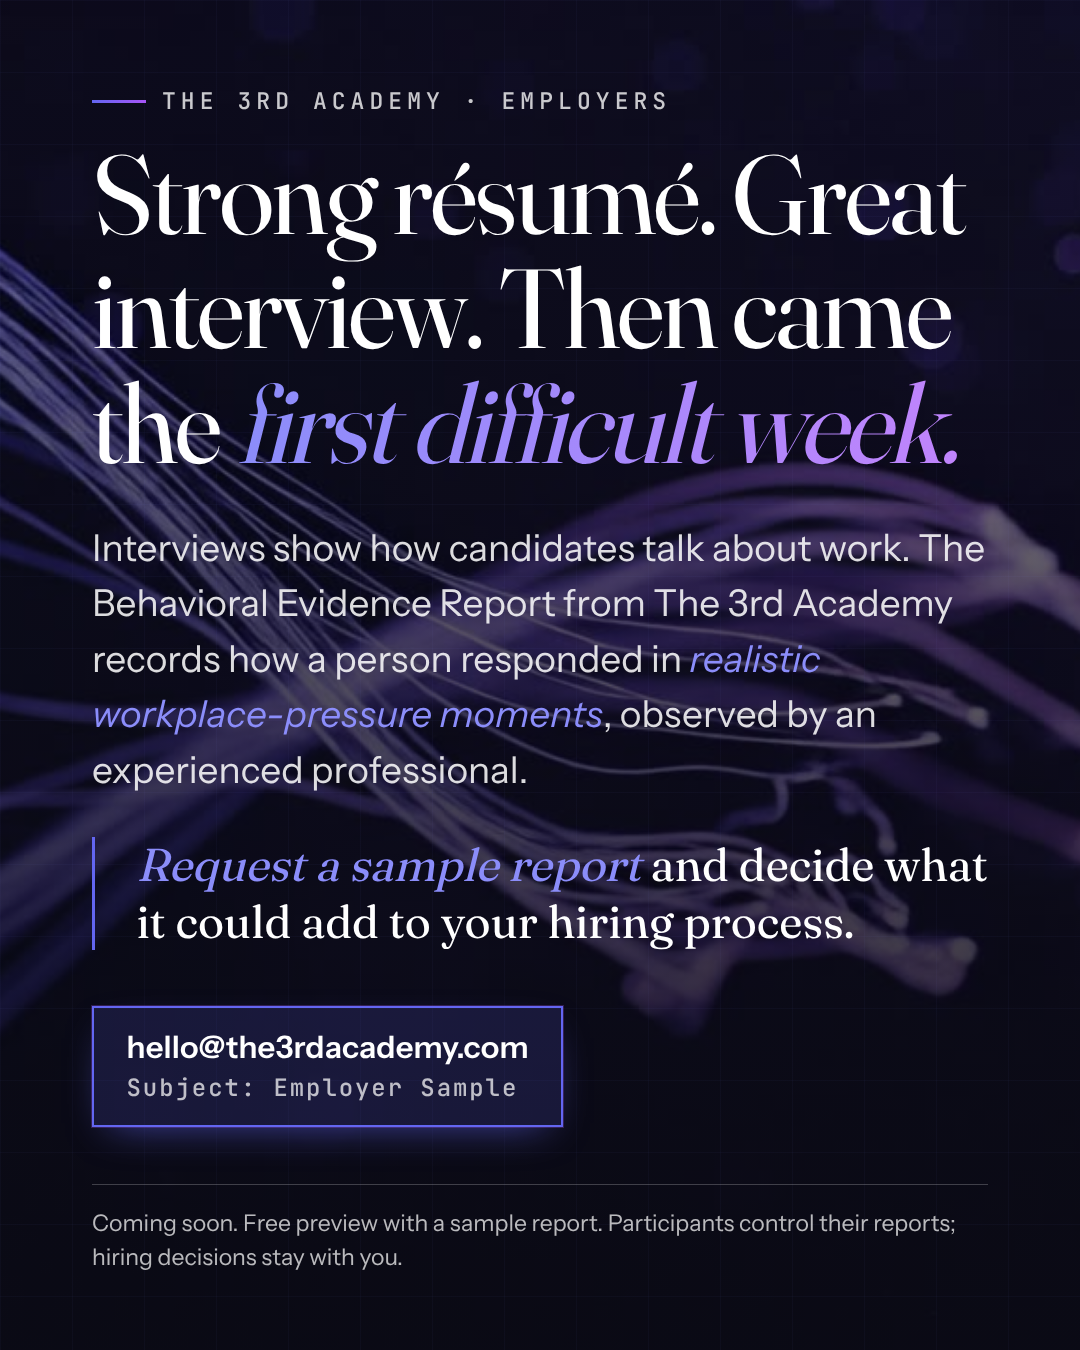 THE 3RD ACADEMY · EMPLOYERS
Strong résumé. Great
interview. Then came
the first difficult week.
Interviews show how candidates talk about work. The
Behavioral Evidence Report from The 3rd Academy
records how a person responded in realistic
workplace-pressure moments, observed by an
experienced professional.
Request a sample report and decide what
it could add to your hiring process.
hello@the3rdacademy.com
Subject: Employer Sample
Coming soon. Free preview with a sample report. Participants control their reports;
hiring decisions stay with you.